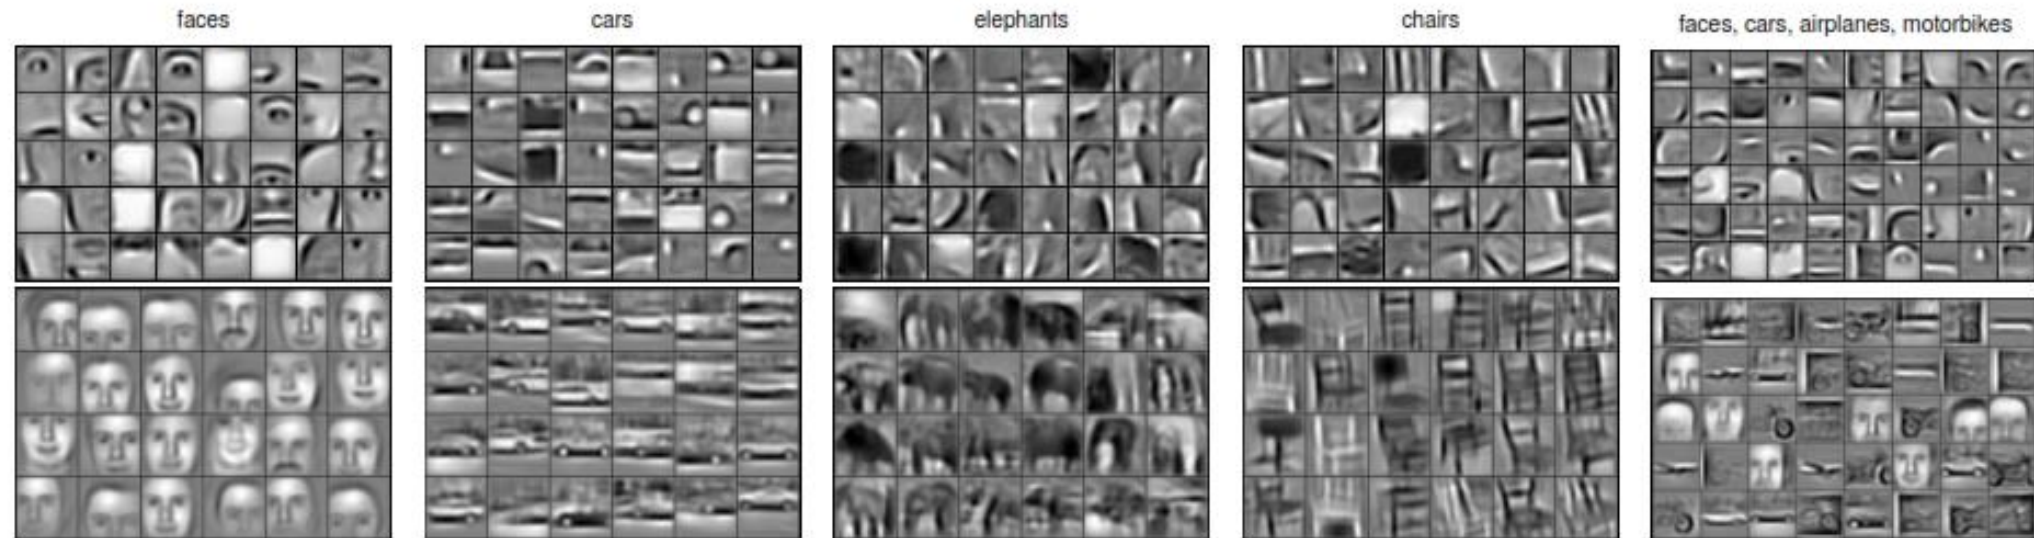 faces
cars
elephants
chairs
faces, cars, airplanes, motorbikes